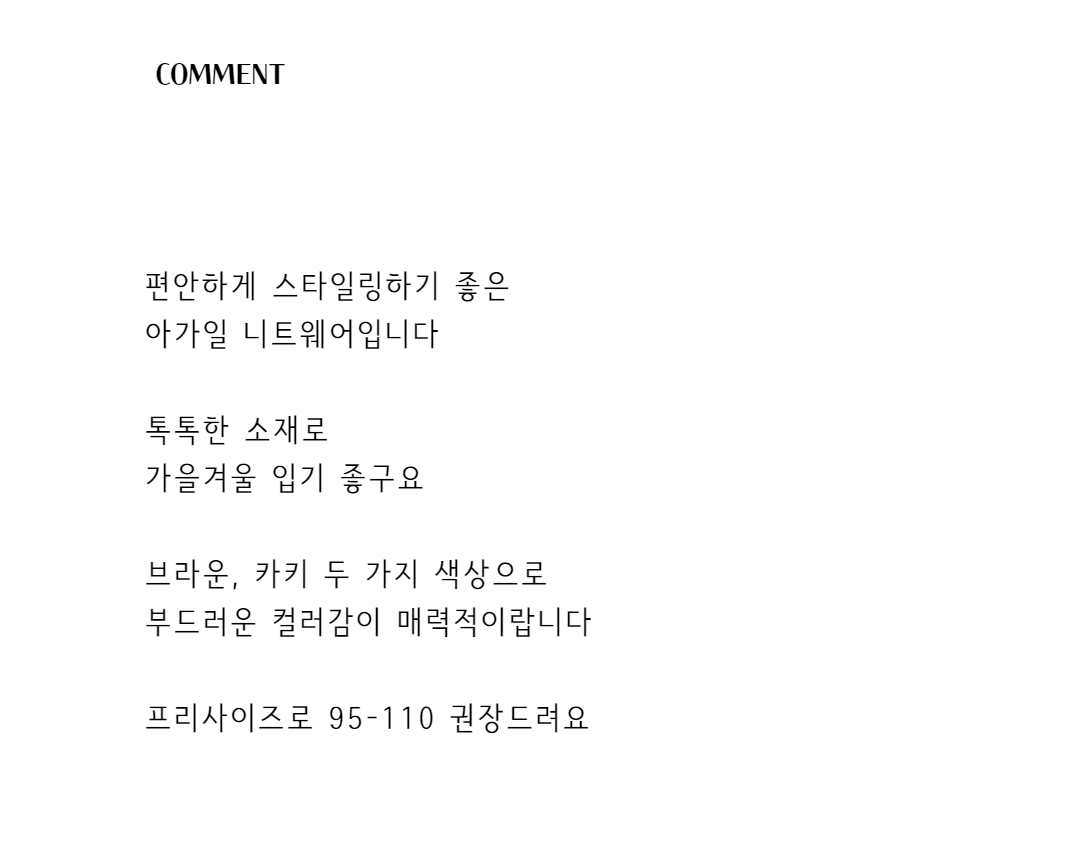 COMMENT
편안하게 스타일링하기 좋은
아가일 니트웨어입니다
톡톡한 소재로
가을겨울 입기 좋구요
브라운, 카키 두 가지 색상으로
부드러운 컬러감이 매력적이랍니다
프리사이즈로 95-110 권장드려요